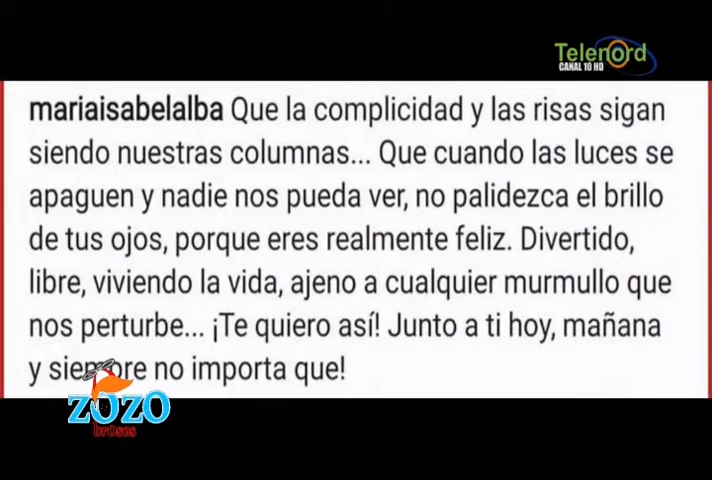 Telenord
CANAL 10 HD
mariaisabelalba Que la complicidad y las risas sigan
siendo nuestras columnas... Que cuando las luces se
apaguen y nadie nos pueda ver, no palidezca el brillo
de tus ojos, porque eres realmente feliz. Divertido,
libre, viviendo la vida, ajeno a cualquier murmullo que
nos perturbe... ¡Te quiero así! Junto a ti hoy, mañana
y siempre no importa que!
ZOZO
brosos